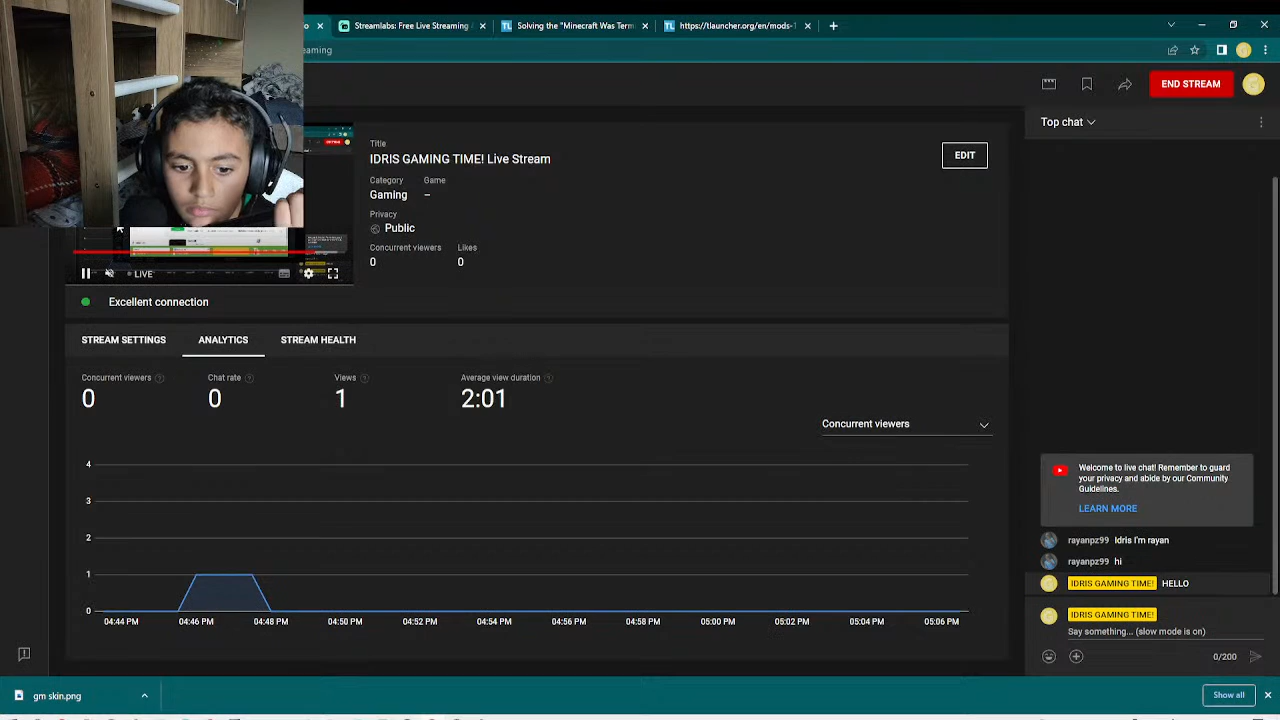 o
Streamlabs: Free Live Streaming
Solving the "Minecraft Was Term
https://tlauncher.org/en/mods-1
eaming
END STREAM
Top chat
Title
IDRIS GAMING TIME! Live Stream
EDIT
Category
Game
Gaming
–
Privacy
Public
Concurrent viewers
Likes
0
0
LIVE
Excellent connection
STREAM SETTINGS
ANALYTICS
STREAM HEALTH
Concurrent viewers
Chat rate
Views
Average view duration
0
0
1
2:01
Concurrent viewers
4
3
2
1
0
04:44 PM
04:46 PM
04:48 PM
04:50 PM
04:52 PM
04:54 PM
04:56 PM
04:58 PM
05:00 PM
05:02 PM
05:04 PM
05:06 PM
Welcome to live chat! Remember to guard
your privacy and abide by our Community
Guidelines.
LEARN MORE
rayanpz99 Idris I'm rayan
rayanpz99 hi
IDRIS GAMING TIME! HELLO
IDRIS GAMING TIME!
Say something... (slow mode is on)
0/200
gm skin.png
Show all